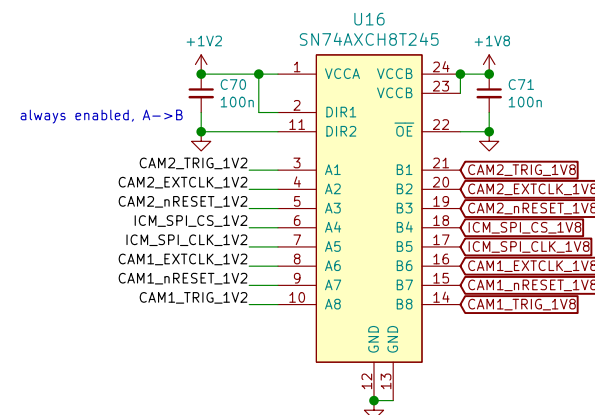 U16
SN74AXCH8T245
+1V2
+1V8
1 VCCA VCCB 24
C70
100n
VCCB 23
C71
100n
always enabled, A->B
2 DIR1
11 DIR2 OE 22
CAM2_TRIG_1V2 3 A1 B1 21 CAM2_TRIG_1V8
CAM2_EXTCLK_1V2 4 A2 B2 20 CAM2_EXTCLK_1V8
CAM2_nRESET_1V2 5 A3 B3 19 CAM2_nRESET_1V8
ICM_SPI_CS_1V2 6 A4 B4 18 ICM_SPI_CS_1V8
ICM_SPI_CLK_1V2 7 A5 B5 17 ICM_SPI_CLK_1V8
CAM1_EXTCLK_1V2 8 A6 B6 16 CAM1_EXTCLK_1V8
CAM1_nRESET_1V2 9 A7 B7 15 CAM1_nRESET_1V8
CAM1_TRIG_1V2 10 A8 B8 14 CAM1_TRIG_1V8
GND GND
12 13